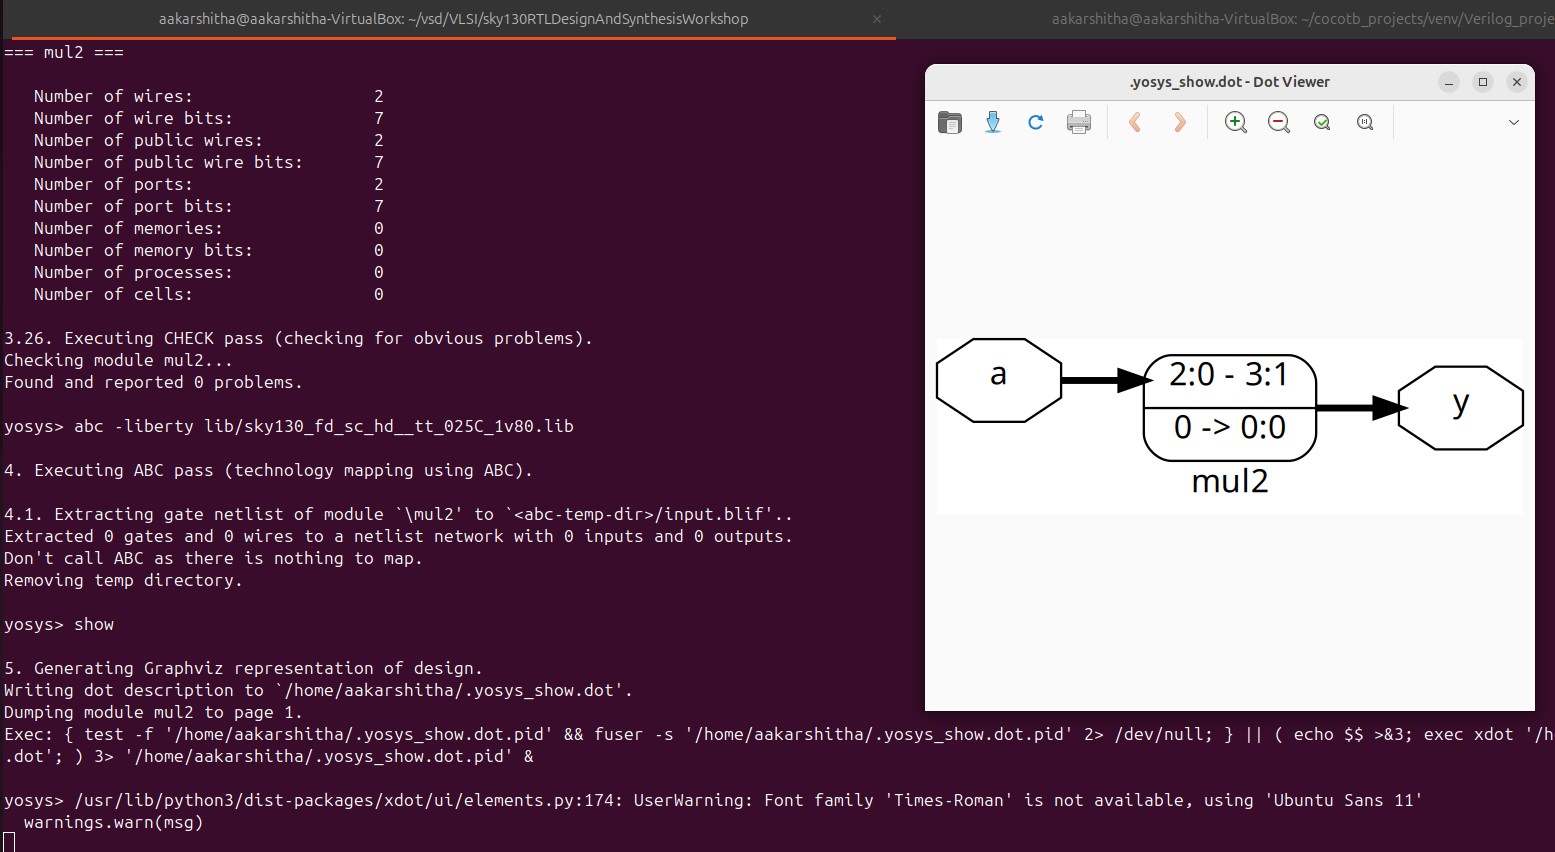 aakarshitha@aakarshitha-VirtualBox: ~/vsd/VLSI/sky130RTLDesignAndSynthesisWorkshop
aakarshitha@aakarshitha-VirtualBox: ~/cocotb_projects/venv/Verilog_proje
=== mul2 ===
Number of wires: 2
Number of wire bits: 7
Number of public wires: 2
Number of public wire bits: 7
Number of ports: 2
Number of port bits: 7
Number of memories: 0
Number of memory bits: 0
Number of processes: 0
Number of cells: 0
3.26. Executing CHECK pass (checking for obvious problems).
Checking module mul2...
Found and reported 0 problems.
yosys> abc -liberty lib/sky130_fd_sc_hd__tt_025C_1v80.lib
4. Executing ABC pass (technology mapping using ABC).
4.1. Extracting gate netlist of module `\mul2' to `<abc-temp-dir>/input.blif'..
Extracted 0 gates and 0 wires to a netlist network with 0 inputs and 0 outputs.
Don't call ABC as there is nothing to map.
Removing temp directory.
yosys> show
5. Generating Graphviz representation of design.
Writing dot description to `/home/aakarshitha/.yosys_show.dot'.
Dumping module mul2 to page 1.
Exec: { test -f '/home/aakarshitha/.yosys_show.dot.pid' && fuser -s '/home/aakarshitha/.yosys_show.dot.pid' 2> /dev/null; } || ( echo $$ >&3; exec xdot '/h
.dot'; ) 3> '/home/aakarshitha/.yosys_show.dot.pid' &
yosys> /usr/lib/python3/dist-packages/xdot/ui/elements.py:174: UserWarning: Font family 'Times-Roman' is not available, using 'Ubuntu Sans 11'
warnings.warn(msg)
.yosys_show.dot - Dot Viewer
a
2:0 - 3:1
0 -> 0:0
mul2
y